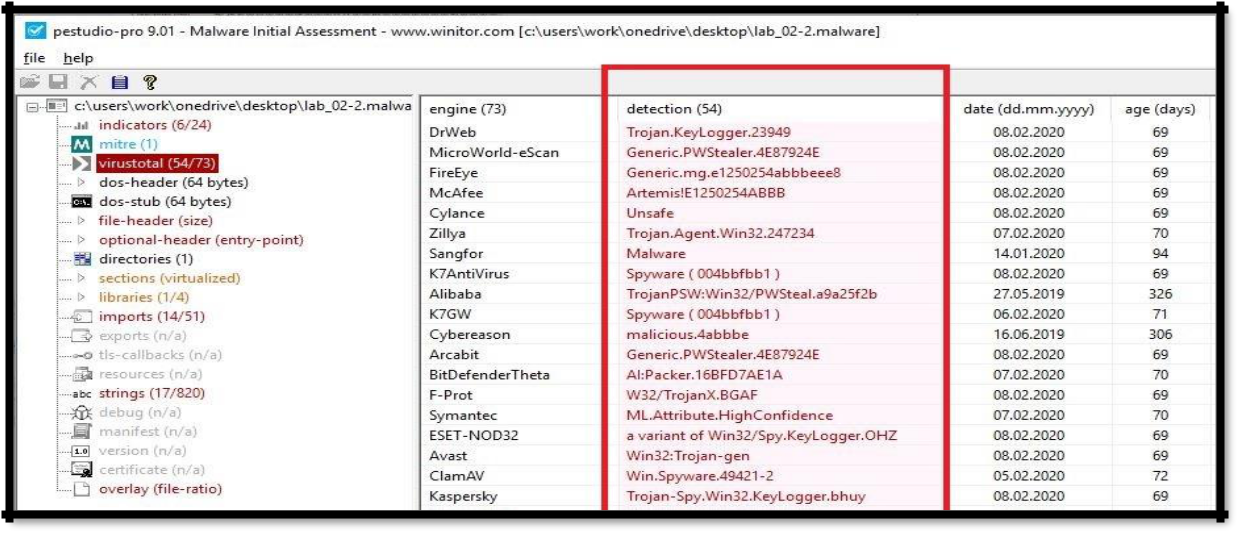 pestudio-pro 9.01 - Malware Initial Assessment - www.winitor.com [c:\users\work\onedrive\desktop\lab_02-2.malware]
file help
c:\users\work\onedrive\desktop\lab_02-2.malwa
indicators (6/24)
mitre (1)
virustotal (54/73)
dos-header (64 bytes)
dos-stub (64 bytes)
file-header (size)
optional-header (entry-point)
directories (1)
sections (virtualized)
libraries (1/4)
imports (14/51)
exports (n/a)
tls-callbacks (n/a)
resources (n/a)
abc strings (17/820)
debug (n/a)
manifest (n/a)
1.0 version (n/a)
certificate (n/a)
overlay (file-ratio)
engine (73) detection (54) date (dd.mm.yyyy) age (days)
DrWeb Trojan.KeyLogger.23949 08.02.2020 69
MicroWorld-eScan Generic.PWStealer.4E87924E 08.02.2020 69
FireEye Generic.mg.e1250254abbbeee8 08.02.2020 69
McAfee Artemis!E1250254ABBB 08.02.2020 69
Cylance Unsafe 08.02.2020 69
Zillya Trojan.Agent.Win32.247234 07.02.2020 70
Sangfor Malware 14.01.2020 94
K7AntiVirus Spyware ( 004bbfbb1 ) 08.02.2020 69
Alibaba TrojanPSW:Win32/PWSteal.a9a25f2b 27.05.2019 326
K7GW Spyware ( 004bbfbb1 ) 06.02.2020 71
Cybereason malicious.4abbbe 16.06.2019 306
Arcabit Generic.PWStealer.4E87924E 08.02.2020 69
BitDefenderTheta AI:Packer.16BFD7AE1A 07.02.2020 70
F-Prot W32/TrojanX.BGAF 08.02.2020 69
Symantec ML.Attribute.HighConfidence 07.02.2020 70
ESET-NOD32 a variant of Win32/Spy.KeyLogger.OHZ 08.02.2020 69
Avast Win32:Trojan-gen 08.02.2020 69
ClamAV Win.Spyware.49421-2 05.02.2020 72
Kaspersky Trojan-Spy.Win32.KeyLogger.bhuy 08.02.2020 69